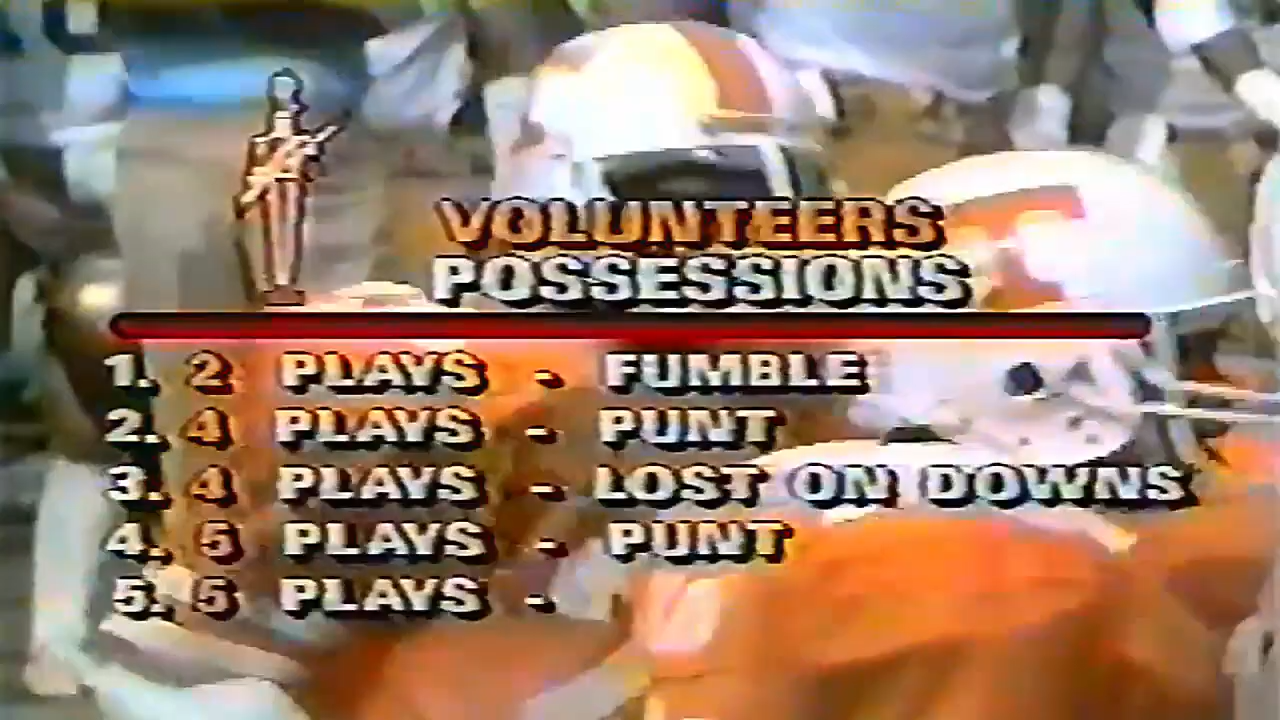 VOLUNTEERS
POSSESSIONS
1. 2 PLAYS - FUMBLE
2. 4 PLAYS - PUNT
3. 4 PLAYS - LOST ON DOWNS
4. 5 PLAYS - PUNT
5. 5 PLAYS -